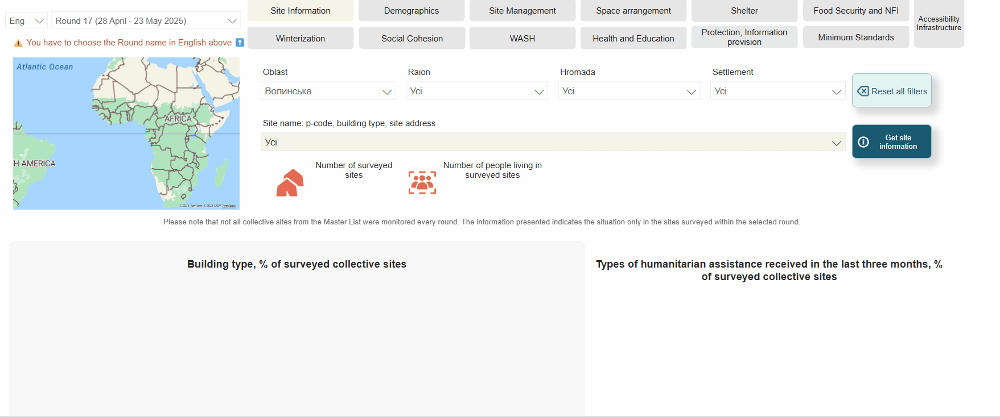 Eng
Round 17 (28 April - 23 May 2025)
You have to choose the Round name in English above
Site Information
Demographics
Site Management
Space arrangement
Shelter
Food Security and NFI
Accessibility
Infrastructure
Winterization
Social Cohesion
WASH
Health and Education
Protection, Information
provision
Minimum Standards
Atlantic Ocean
AFRICA
H AMERICA
©2025 TomTom ©2025 OSM Feedback
Oblast
Raion
Hromada
Settlement
Волинська
Усі
Усі
Усі
Reset all filters
Site name: p-code, building type, site address
Усі
Get site
information
Number of surveyed
sites
Number of people living in
surveyed sites
Please note that not all collective sites from the Master List were monitored every round. The information presented indicates the situation only in the sites surveyed within the selected round.
Building type, % of surveyed collective sites
Types of humanitarian assistance received in the last three months, %
of surveyed collective sites